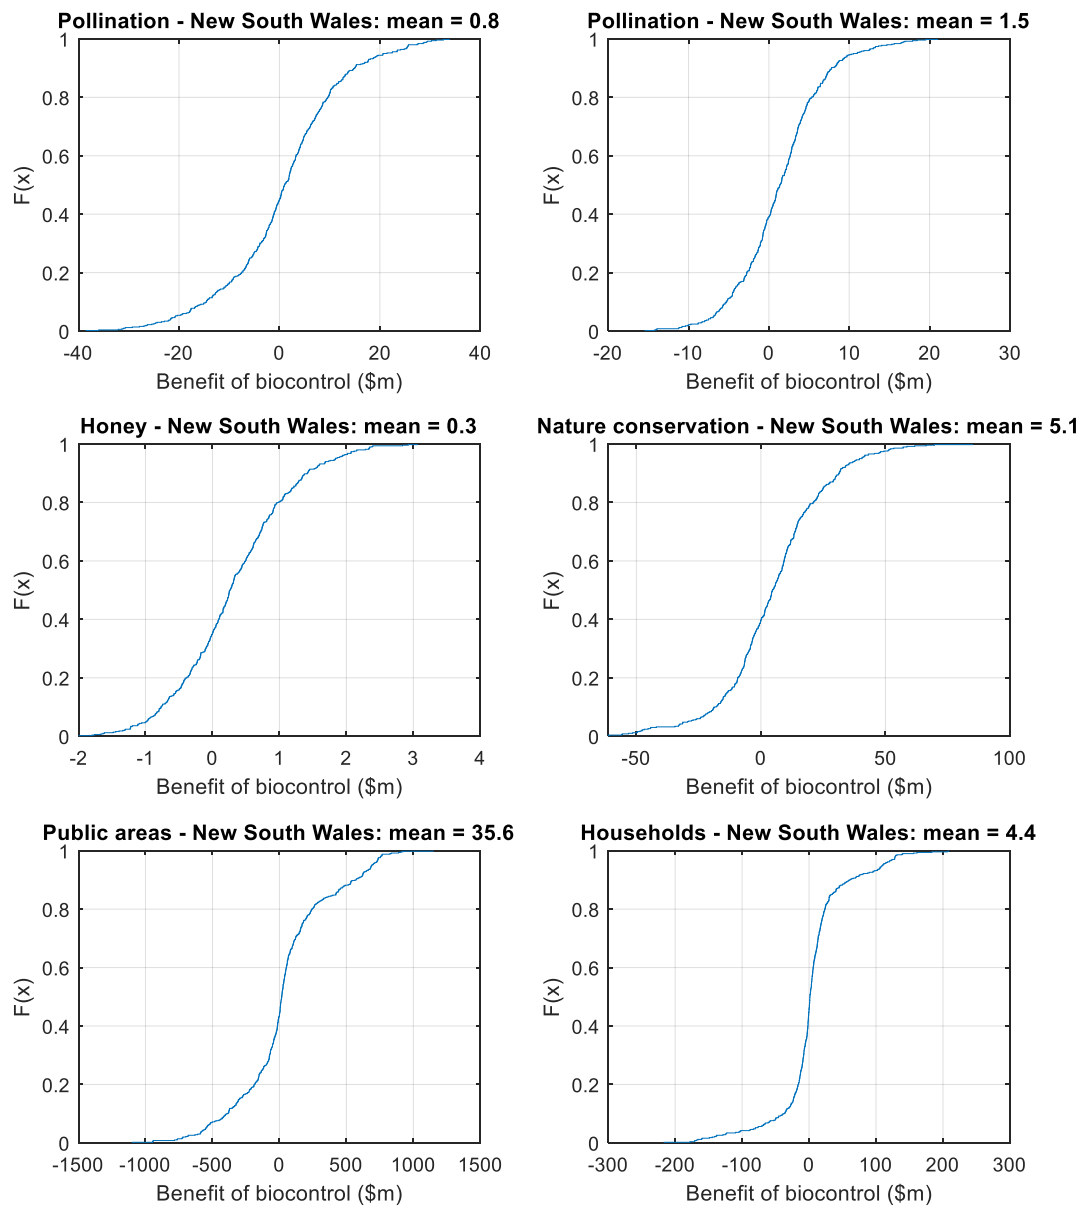 Pollination - New South Wales: mean = 0.8
1
0.8
0.6
0.4
0.2
0
F(x)
-40 -20 0 20 40
Benefit of biocontrol ($m)
Pollination - New South Wales: mean = 1.5
1
0.8
0.6
0.4
0.2
0
F(x)
-20 -10 0 10 20 30
Benefit of biocontrol ($m)
Honey - New South Wales: mean = 0.3
1
0.8
0.6
0.4
0.2
0
F(x)
-2 -1 0 1 2 3 4
Benefit of biocontrol ($m)
Nature conservation - New South Wales: mean = 5.1
1
0.8
0.6
0.4
0.2
0
F(x)
-50 0 50 100
Benefit of biocontrol ($m)
Public areas - New South Wales: mean = 35.6
1
0.8
0.6
0.4
0.2
0
F(x)
-1500 -1000 -500 0 500 1000 1500
Benefit of biocontrol ($m)
Households - New South Wales: mean = 4.4
1
0.8
0.6
0.4
0.2
0
F(x)
-300 -200 -100 0 100 200 300
Benefit of biocontrol ($m)